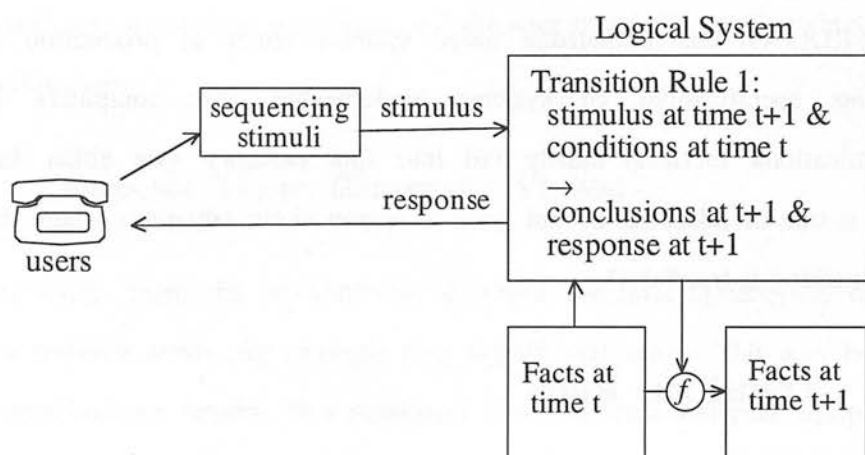 Logical System
sequencing
stimuli
stimulus
Transition Rule 1:
stimulus at time t+1 &
conditions at time t
→
conclusions at t+1 &
response at t+1
response
users
Facts at
time t
f
Facts at
time t+1